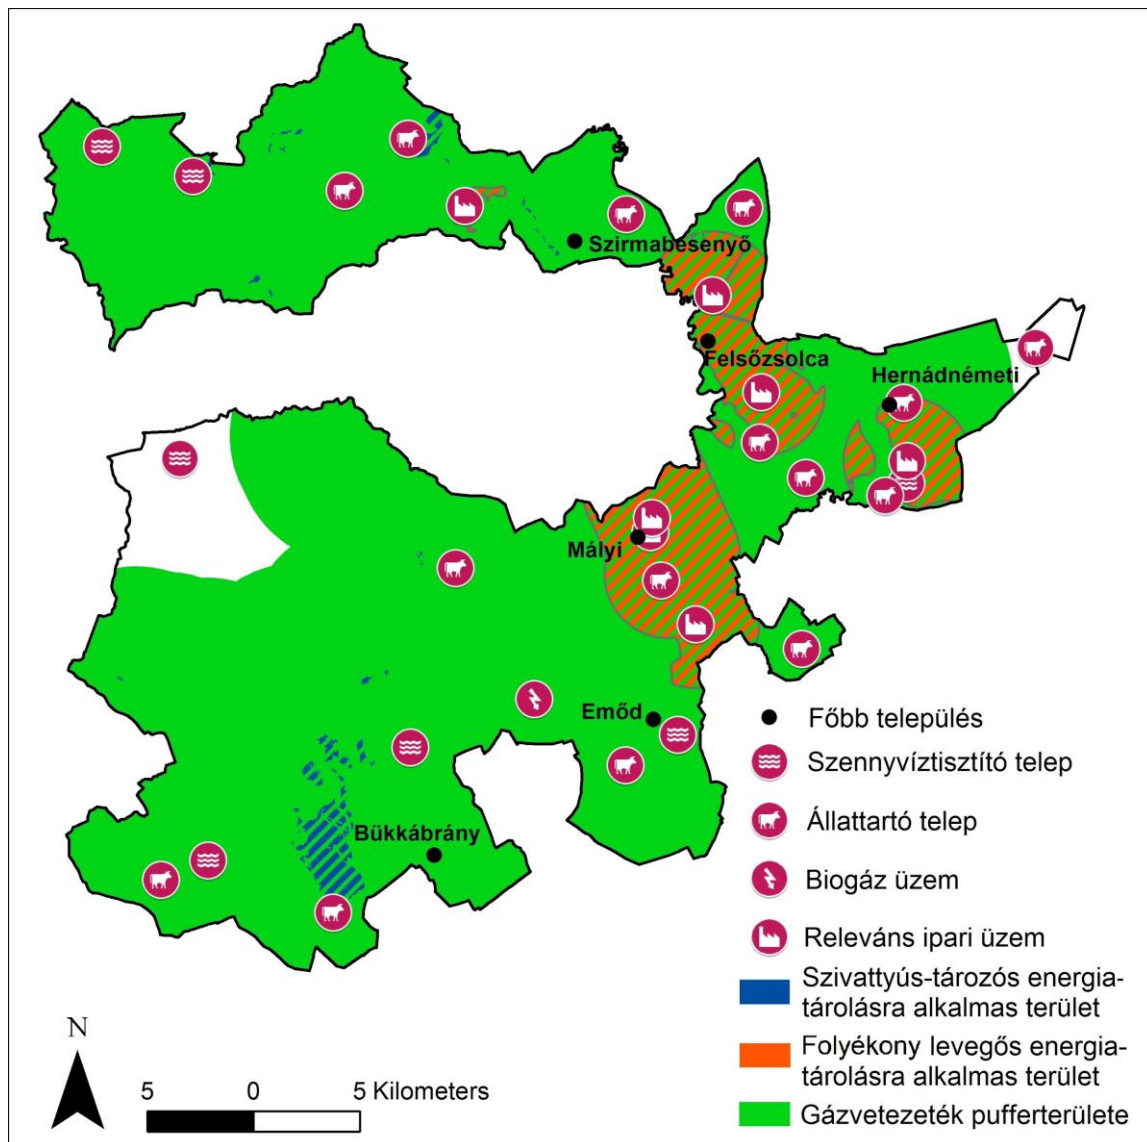 Szirmabesenyő
Felsőzsolca
Hernádnémeti
Mályi
Emőd
Bükkábrány
Főbb település
Szennyvíztisztító telep
Állattartó telep
Biogáz üzem
Releváns ipari üzem
Szivattyús-tározós energia-
tárolásra alkalmas terület
Folyékony levegős energia-
tárolásra alkalmas terület
Gázvetezeték pufferterülete
N
5 0 5 Kilometers